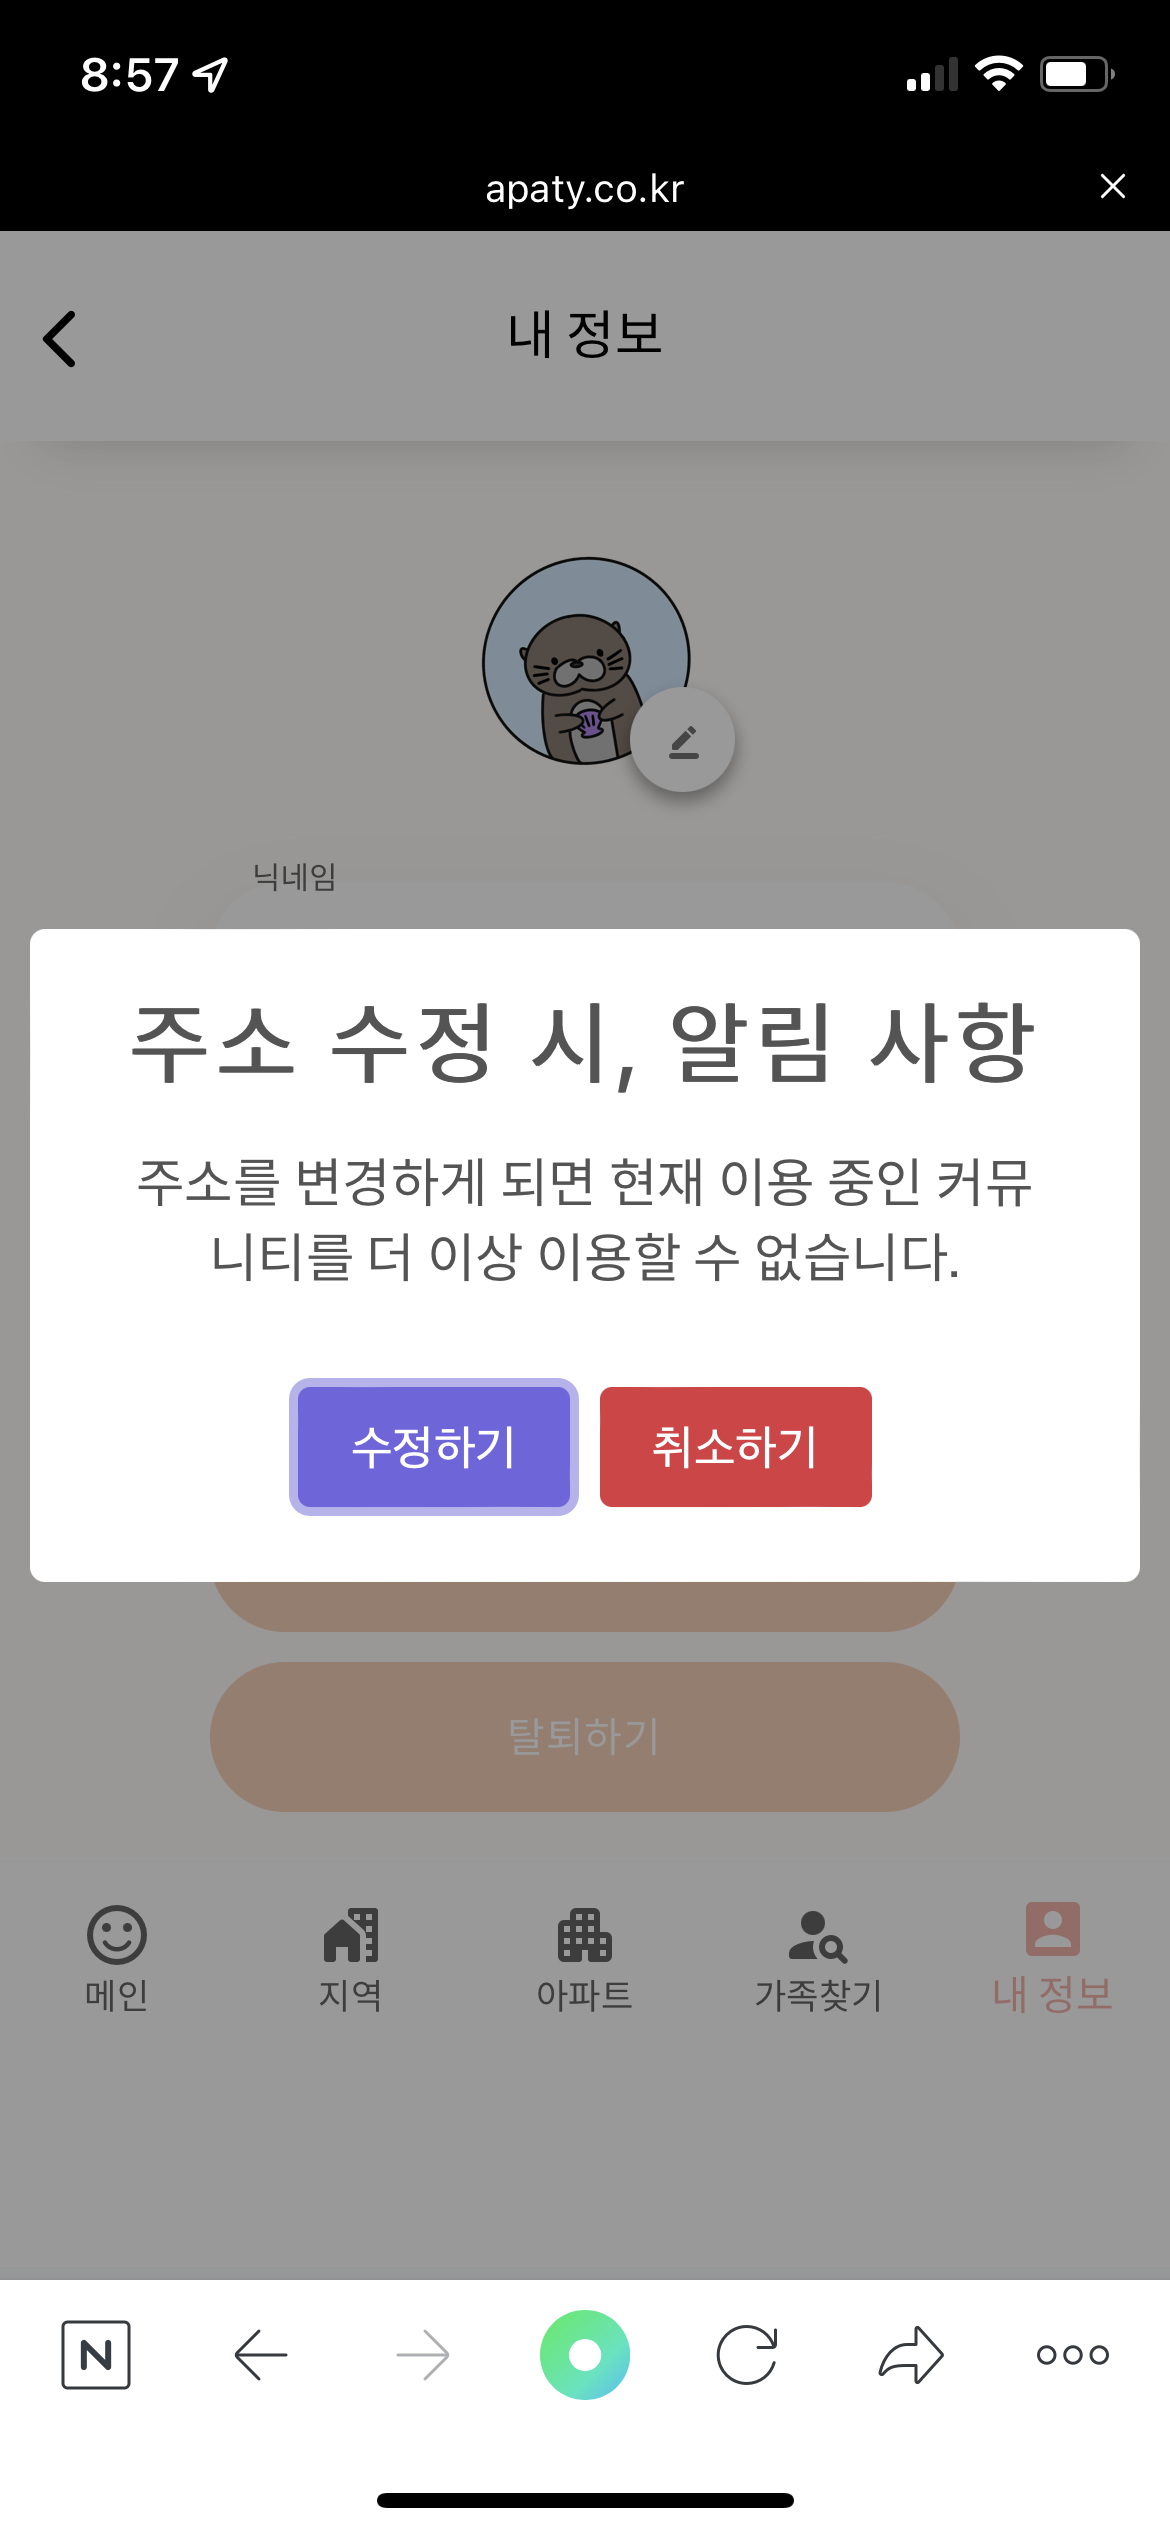 8:57
apaty.co.kr
내 정보
닉네임
주소 수정 시, 알림 사항
주소를 변경하게 되면 현재 이용 중인 커뮤
니티를 더 이상 이용할 수 없습니다.
수정하기 취소하기
탈퇴하기
메인 지역 아파트 가족찾기 내 정보
N